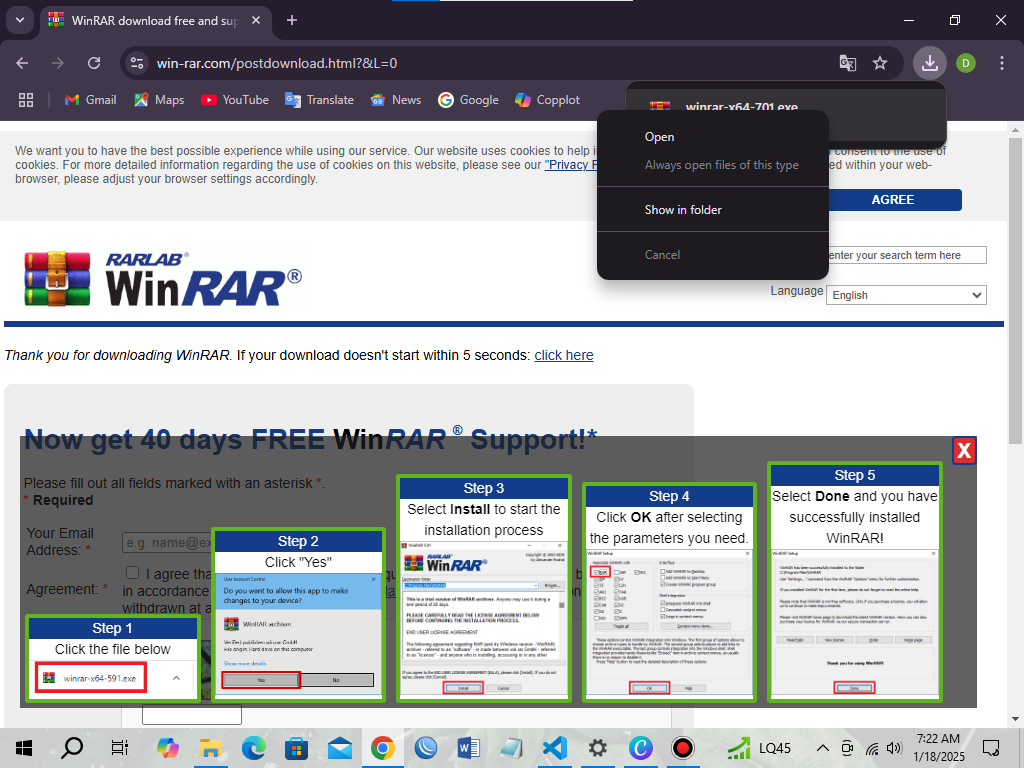 WinRAR download free and sup
win-rar.com/postdownload.html?&L=0
D
Gmail
Maps
YouTube
Translate
News
Google
Copplot
winrar-x64-701.exe
Open
Always open files of this type
Show in folder
Cancel
We want you to have the best possible experience while using our service. Our website uses cookies to help i consent to the use of
cookies. For more detailed information regarding the use of cookies on this website, please see our "Privacy P ed within your web-
browser, please adjust your browser settings accordingly.
AGREE
RARLAB®
WinRAR®
enter your search term here
Language
English
Thank you for downloading WinRAR. If your download doesn't start within 5 seconds: click here
Now get 40 days FREE WinRAR ® Support!*
X
Please fill out all fields marked with an asterisk *.
* Required
Your Email
Address: *
e.g. name@ex
Agreement: *
I agree tha
in accordance
withdrawn at a
Step 1
Click the file below
winrar-x64-591.exe
Step 2
Click "Yes"
User Account Control
Do you want to allow this app to make
changes to your device?
WinRAR archiver
Verified publisher: win.rar GmbH
File origin: Hard drive on this computer
Show more details
Yes
No
Step 3
Select Install to start the
installation process
RARLAB
WinRAR
END USER LICENSE AGREEMENT
Install
Cancel
Step 4
Click OK after selecting
the parameters you need.
WinRAR Setup
OK
Help
Step 5
Select Done and you have
successfully installed
WinRAR!
WinRAR Setup
Thank you for using WinRAR!
Done
LQ45
7:22 AM
1/18/2025